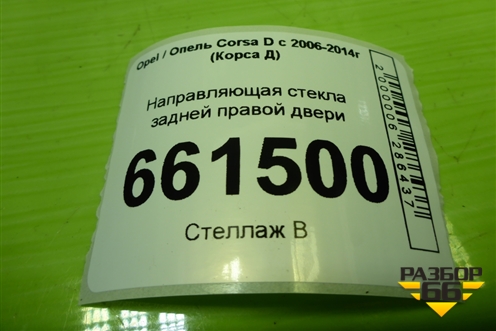 Opel / Опель Corsa D с 2006-2014г
(Корса Д)
Направляющая стекла
задней правой двери
661500
Стеллаж В
2000006286437
РАЗБОР
66